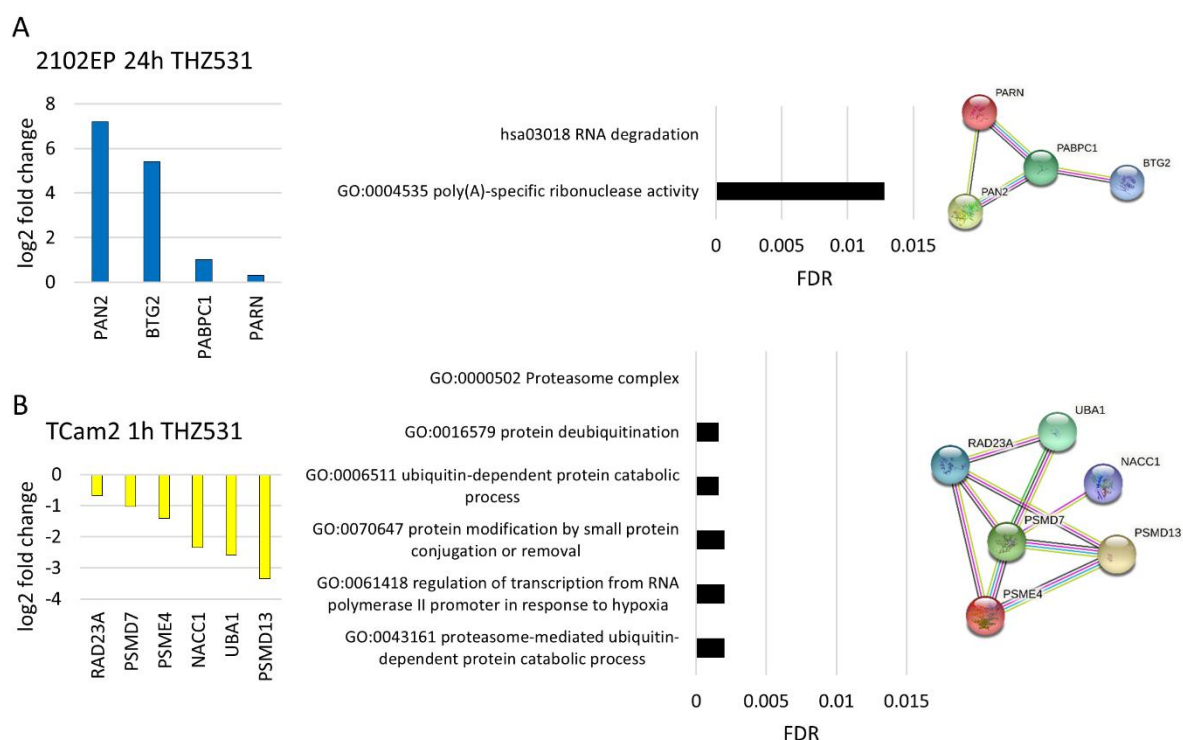 A
2102EP 24h THZ531
log2 fold change
8
6
4
2
0
PAN2
BTG2
PABPC1
PARN
hsa03018 RNA degradation
GO:0004535 poly(A)-specific ribonuclease activity
0 0.005 0.01 0.015
FDR
PARN
PABPC1
BTG2
PAN2
B
TCam2 1h THZ531
log2 fold change
0
-1
-2
-3
-4
RAD23A
PSMD7
PSME4
NACC1
UBA1
PSMD13
GO:0000502 Proteasome complex
GO:0016579 protein deubiquitination
GO:0006511 ubiquitin-dependent protein catabolic
process
GO:0070647 protein modification by small protein
conjugation or removal
GO:0061418 regulation of transcription from RNA
polymerase II promoter in response to hypoxia
GO:0043161 proteasome-mediated ubiquitin-
dependent protein catabolic process
0 0.005 0.01 0.015
FDR
UBA1
RAD23A
NACC1
PSMD7
PSMD13
PSME4